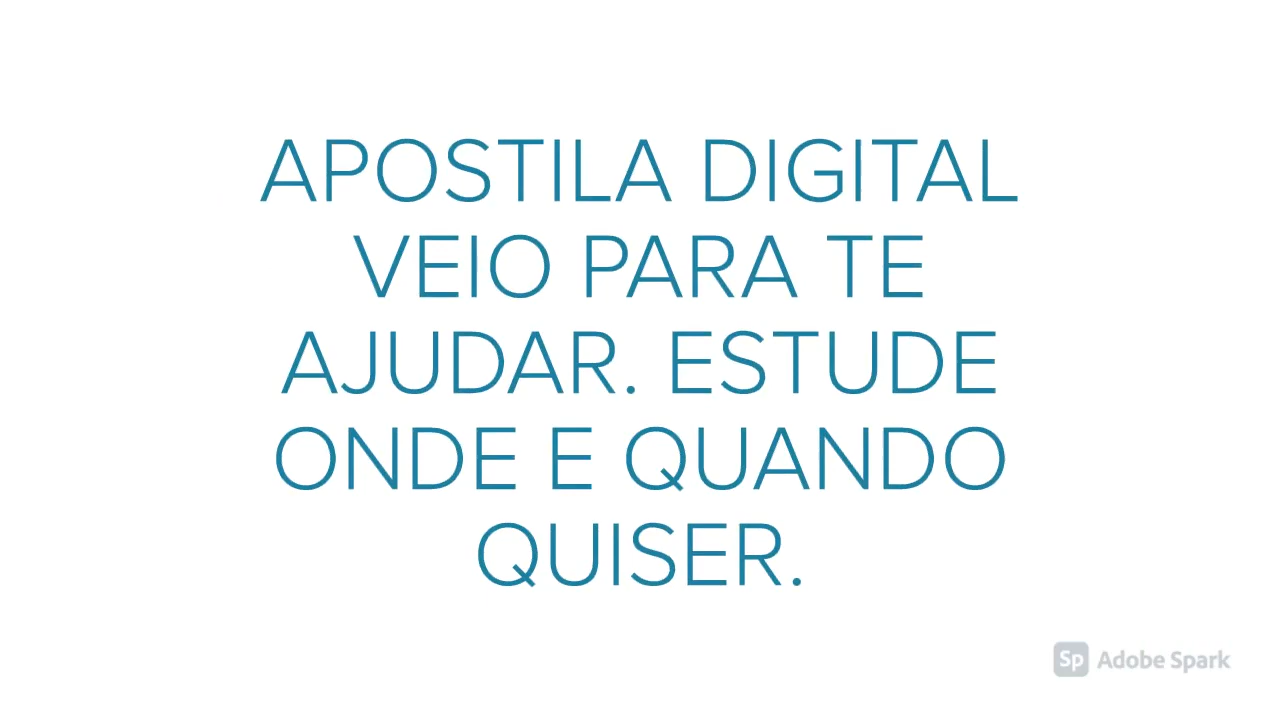 APOSTILA DIGITAL
VEIO PARA TE
AJUDAR. ESTUDE
ONDE E QUANDO
QUISER.
Sp Adobe Spark